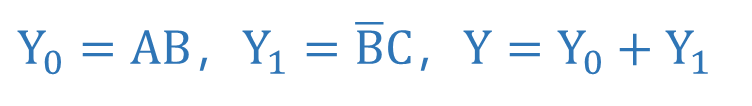 Y₀ = AB, Y₁ = B̅C, Y = Y₀ + Y₁